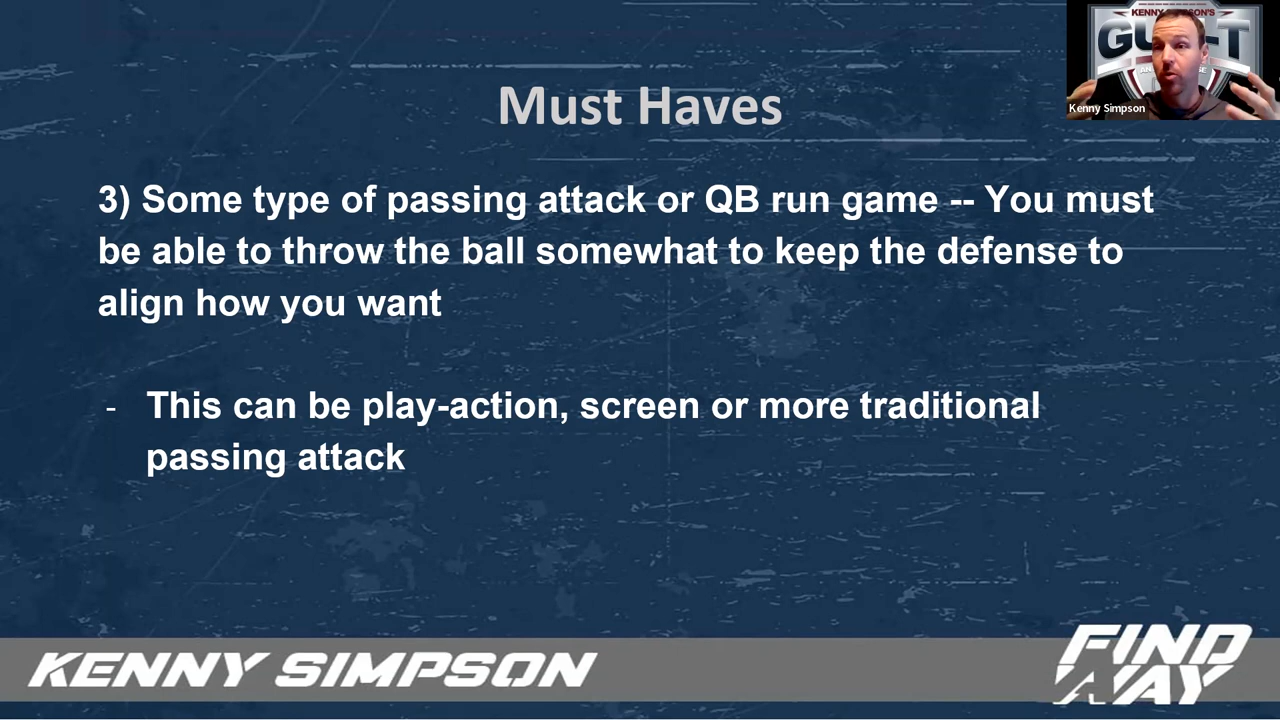 KENNY SIMPSON'S
Kenny Simpson
Must Haves
3) Some type of passing attack or QB run game -- You must
be able to throw the ball somewhat to keep the defense to
align how you want
- This can be play-action, screen or more traditional
passing attack
KENNY SIMPSON
FIND
A WAY